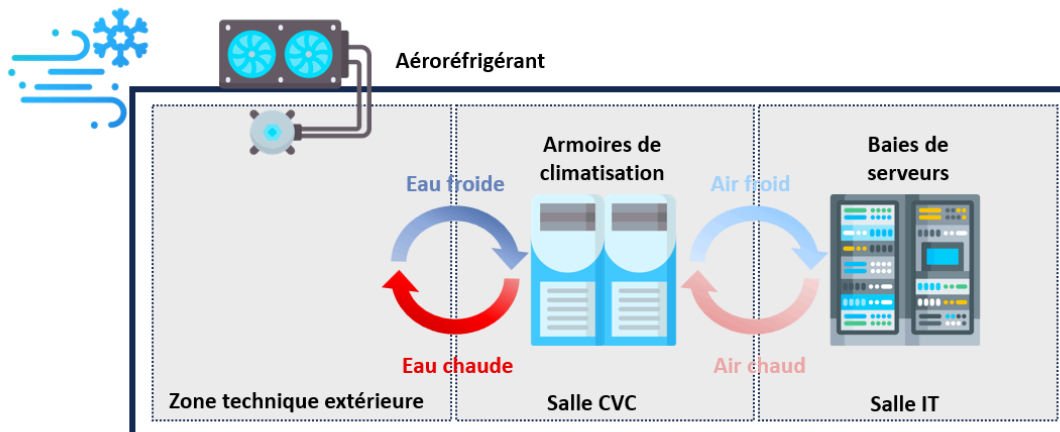 Aéroréfrigérant
Armoires de
climatisation
Baies de
serveurs
Eau froide
Air froid
Eau chaude
Air chaud
Zone technique extérieure
Salle CVC
Salle IT